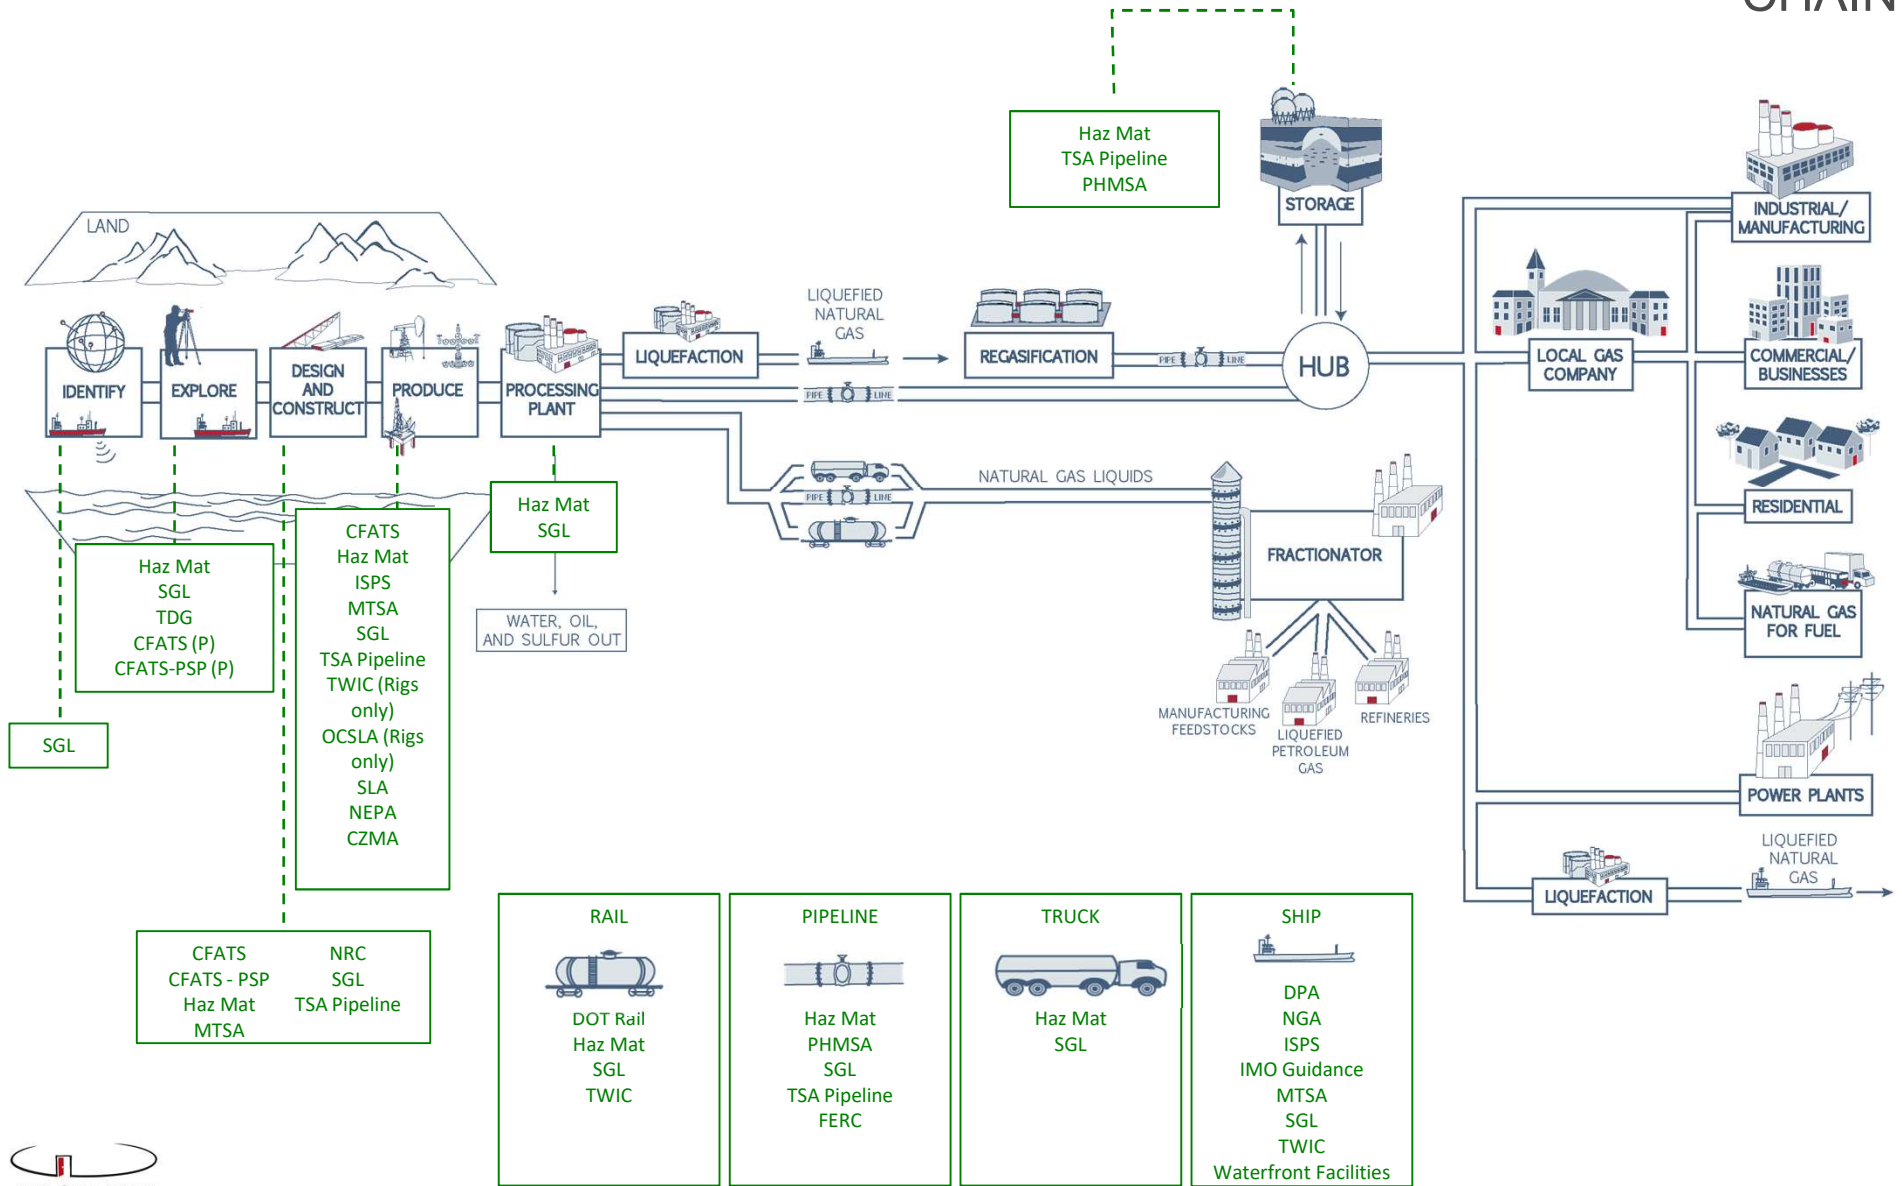 CHAIN
Haz Mat
TSA Pipeline
PHMSA
STORAGE
INDUSTRIAL/
MANUFACTURING
LAND
LIQUEFIED
NATURAL
GAS
LIQUEFACTION
REGASIFICATION
PIPE LINE
HUB
LOCAL GAS
COMPANY
COMMERCIAL/
BUSINESSES
IDENTIFY
EXPLORE
DESIGN
AND
CONSTRUCT
PRODUCE
PROCESSING
PLANT
PIPE LINE
NATURAL GAS LIQUIDS
PIPE LINE
RESIDENTIAL
FRACTIONATOR
NATURAL GAS
FOR FUEL
Haz Mat
SGL
WATER, OIL,
AND SULFUR OUT
Haz Mat
SGL
TDG
CFATS (P)
CFATS-PSP (P)
CFATS
Haz Mat
ISPS
MTSA
SGL
TSA Pipeline
TWIC (Rigs
only)
OCSLA (Rigs
only)
SLA
NEPA
CZMA
SGL
MANUFACTURING
FEEDSTOCKS
LIQUEFIED
PETROLEUM
GAS
REFINERIES
POWER PLANTS
LIQUEFIED
NATURAL
GAS
LIQUEFACTION
CFATS
CFATS - PSP
Haz Mat
MTSA
NRC
SGL
TSA Pipeline
RAIL
DOT Rail
Haz Mat
SGL
TWIC
PIPELINE
Haz Mat
PHMSA
SGL
TSA Pipeline
FERC
TRUCK
Haz Mat
SGL
SHIP
DPA
NGA
ISPS
IMO Guidance
MTSA
SGL
TWIC
Waterfront Facilities